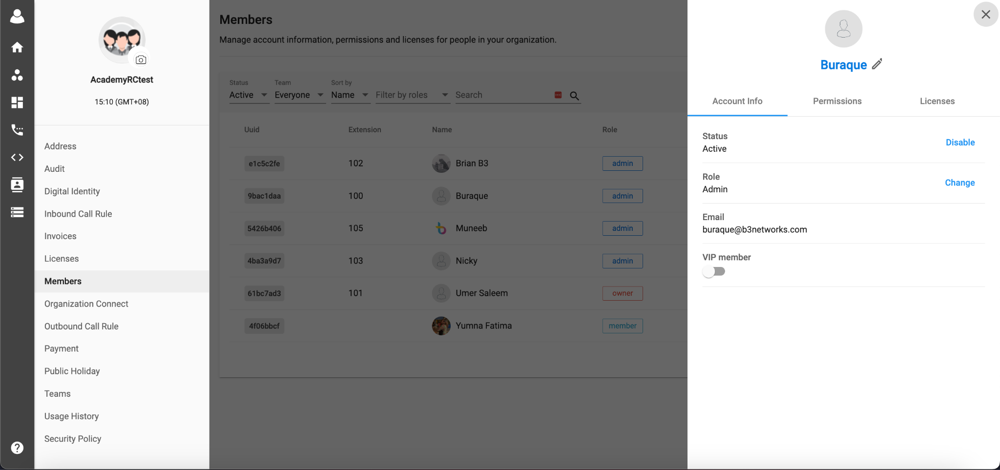 AcademyRCtest
15:10 (GMT+08)
Address
Audit
Digital Identity
Inbound Call Rule
Invoices
Licenses
Members
Organization Connect
Outbound Call Rule
Payment
Public Holiday
Teams
Usage History
Security Policy
Members
Manage account information, permissions and licenses for people in your organization.
Status Team Sort by
Active Everyone Name Filter by roles Search
Uuid Extension Name Role
e1c5c2fe 102 Brian B3 admin
9bac1daa 100 Buraque admin
5426b406 105 Muneeb admin
4ba3a9d7 103 Nicky admin
61bc7ad3 101 Umer Saleem owner
4f06bbcf Yumna Fatima member
Buraque
Account Info Permissions Licenses
Status
Active
Disable
Role
Admin
Change
Email
buraque@b3networks.com
VIP member